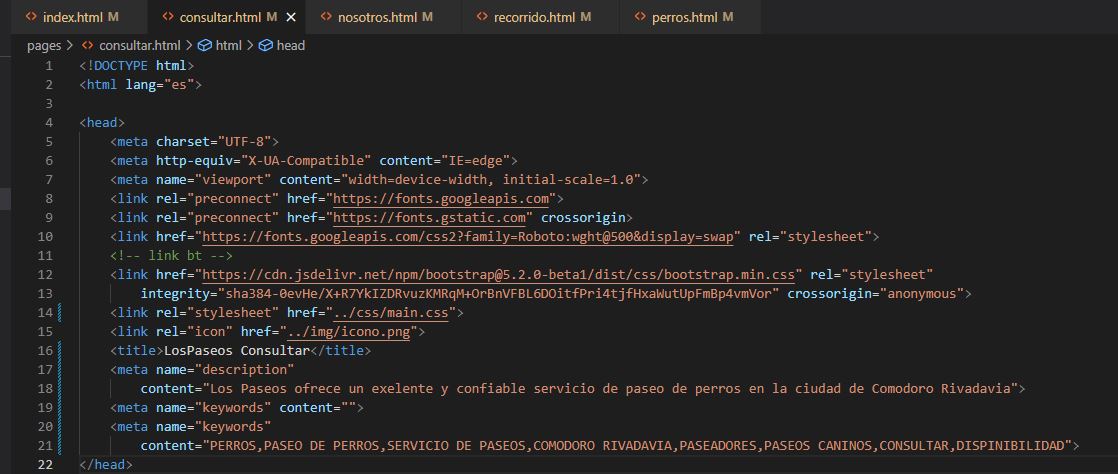 index.html M consultar.html M × nosotros.html M recorrido.html M perros.html M
pages > consultar.html > html > head
1 <!DOCTYPE html>
2 <html lang="es">
3
4 <head>
5 <meta charset="UTF-8">
6 <meta http-equiv="X-UA-Compatible" content="IE=edge">
7 <meta name="viewport" content="width=device-width, initial-scale=1.0">
8 <link rel="preconnect" href="https://fonts.googleapis.com">
9 <link rel="preconnect" href="https://fonts.gstatic.com" crossorigin>
10 <link href="https://fonts.googleapis.com/css2?family=Roboto:wght@500&display=swap" rel="stylesheet">
11 <!-- link bt -->
12 <link href="https://cdn.jsdelivr.net/npm/bootstrap@5.2.0-beta1/dist/css/bootstrap.min.css" rel="stylesheet"
13 integrity="sha384-0evHe/X+R7YkIZDRvuzKMRqM+OrBnVFBL6DOitfPri4tjfHxaWutUpFmBp4vmVor" crossorigin="anonymous">
14 <link rel="stylesheet" href="../css/main.css">
15 <link rel="icon" href="../img/icono.png">
16 <title>LosPaseos Consultar</title>
17 <meta name="description"
18 content="Los Paseos ofrece un exelente y confiable servicio de paseo de perros en la ciudad de Comodoro Rivadavia">
19 <meta name="keywords" content="">
20 <meta name="keywords"
21 content="PERROS,PASEO DE PERROS,SERVICIO DE PASEOS,COMODORO RIVADAVIA,PASEADORES,PASEOS CANINOS,CONSULTAR,DISPINIBILIDAD">
22 </head>